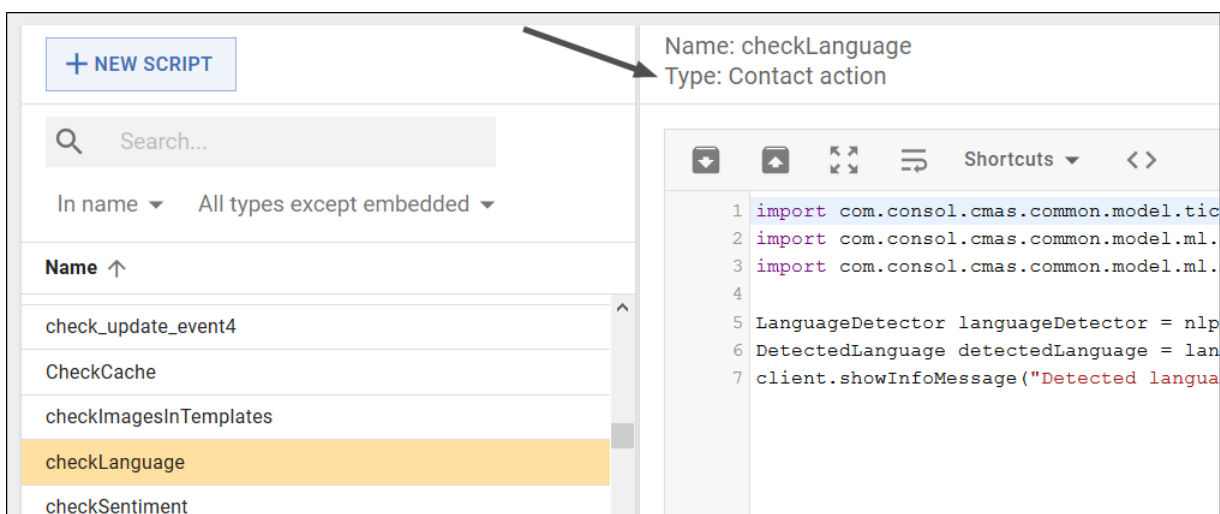 + NEW SCRIPT
Search...
In name All types except embedded
Name
check_update_event4
CheckCache
checkImagesInTemplates
checkLanguage
checkSentiment
Name: checkLanguage
Type: Contact action
Shortcuts <>
1 import com.consol.cmas.common.model.tic
2 import com.consol.cmas.common.model.ml.
3 import com.consol.cmas.common.model.ml.
4
5 LanguageDetector languageDetector = nlp
6 DetectedLanguage detectedLanguage = lan
7 client.showInfoMessage("Detected langua